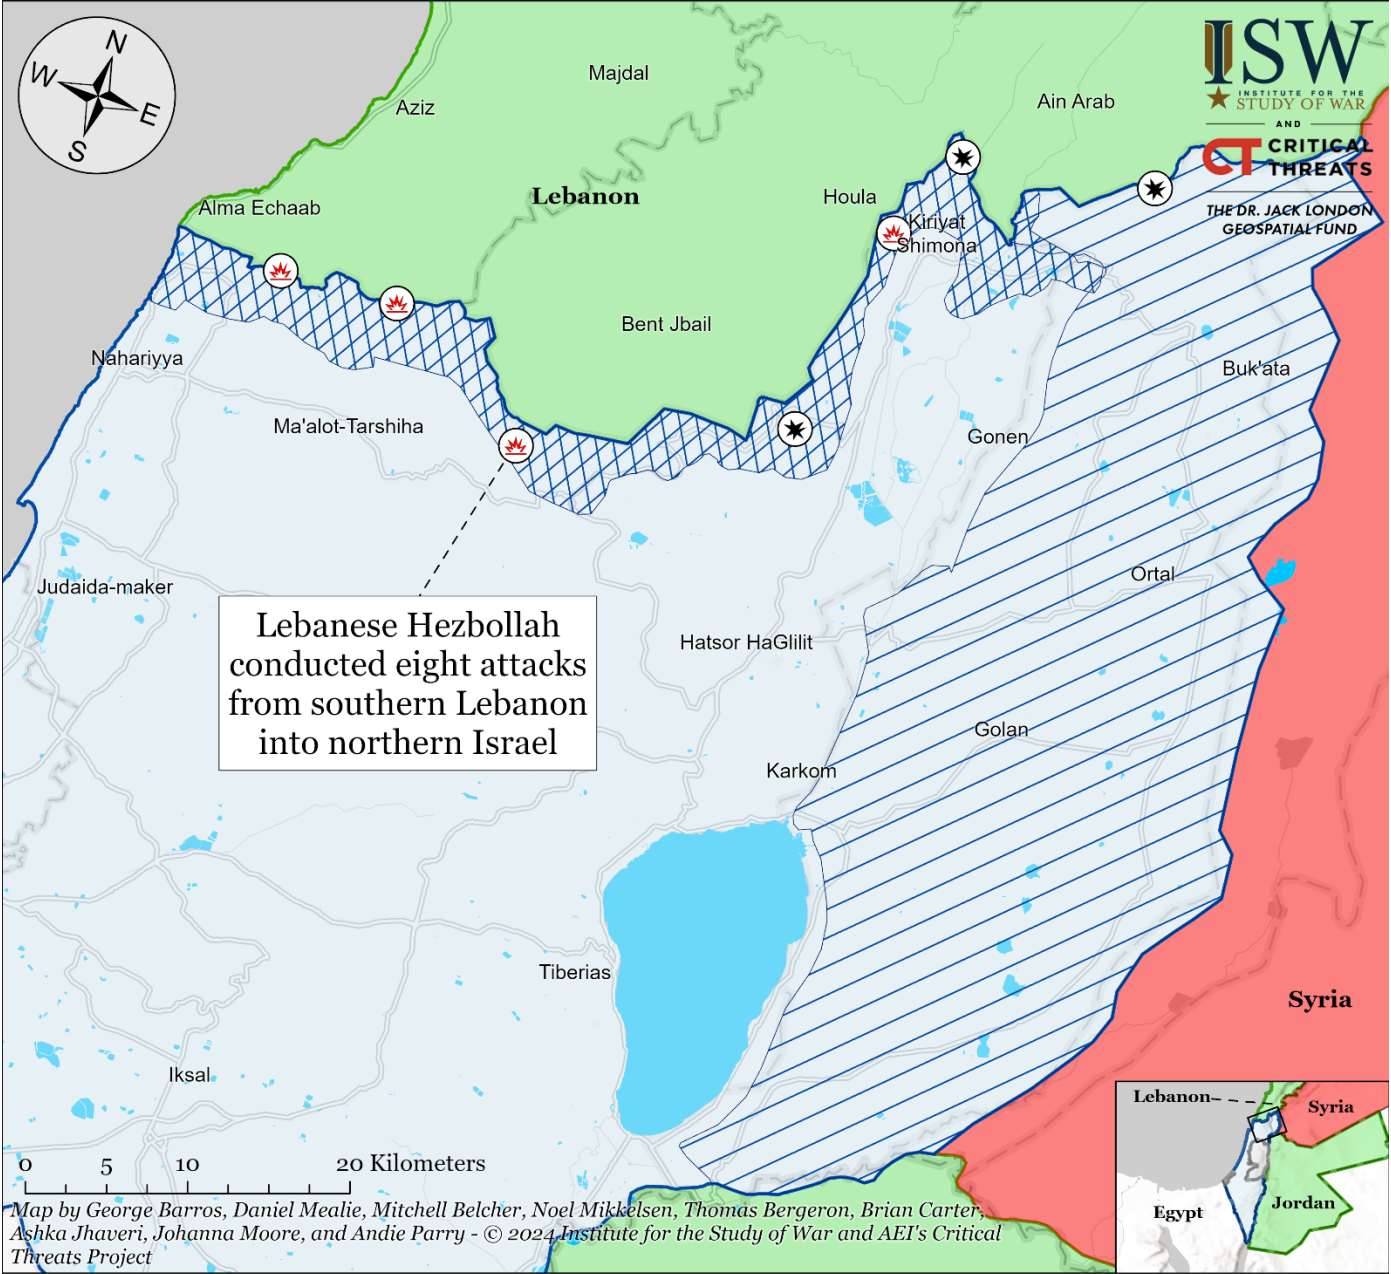 N
W
E
S
ISW
INSTITUTE FOR THE
STUDY OF WAR
AND
CT CRITICAL
THREATS
THE DR. JACK LONDON
GEOSPATIAL FUND
Majdal
Aziz
Ain Arab
Lebanon
Houla
Alma Echaab
Kiriyat
Shimona
Bent Jbail
Nahariyya
Buk'ata
Ma'alot-Tarshiha
Gonen
Ortal
Judaida-maker
Lebanese Hezbollah
conducted eight attacks
from southern Lebanon
into northern Israel
Hatsor HaGlilit
Golan
Karkom
Tiberias
Syria
Iksal
Lebanon
Syria
Jordan
Egypt
0 5 10 20 Kilometers
Map by George Barros, Daniel Mealie, Mitchell Belcher, Noel Mikkelsen, Thomas Bergeron, Brian Carter,
Ashka Jhaveri, Johanna Moore, and Andie Parry - © 2024 Institute for the Study of War and AEI's Critical
Threats Project